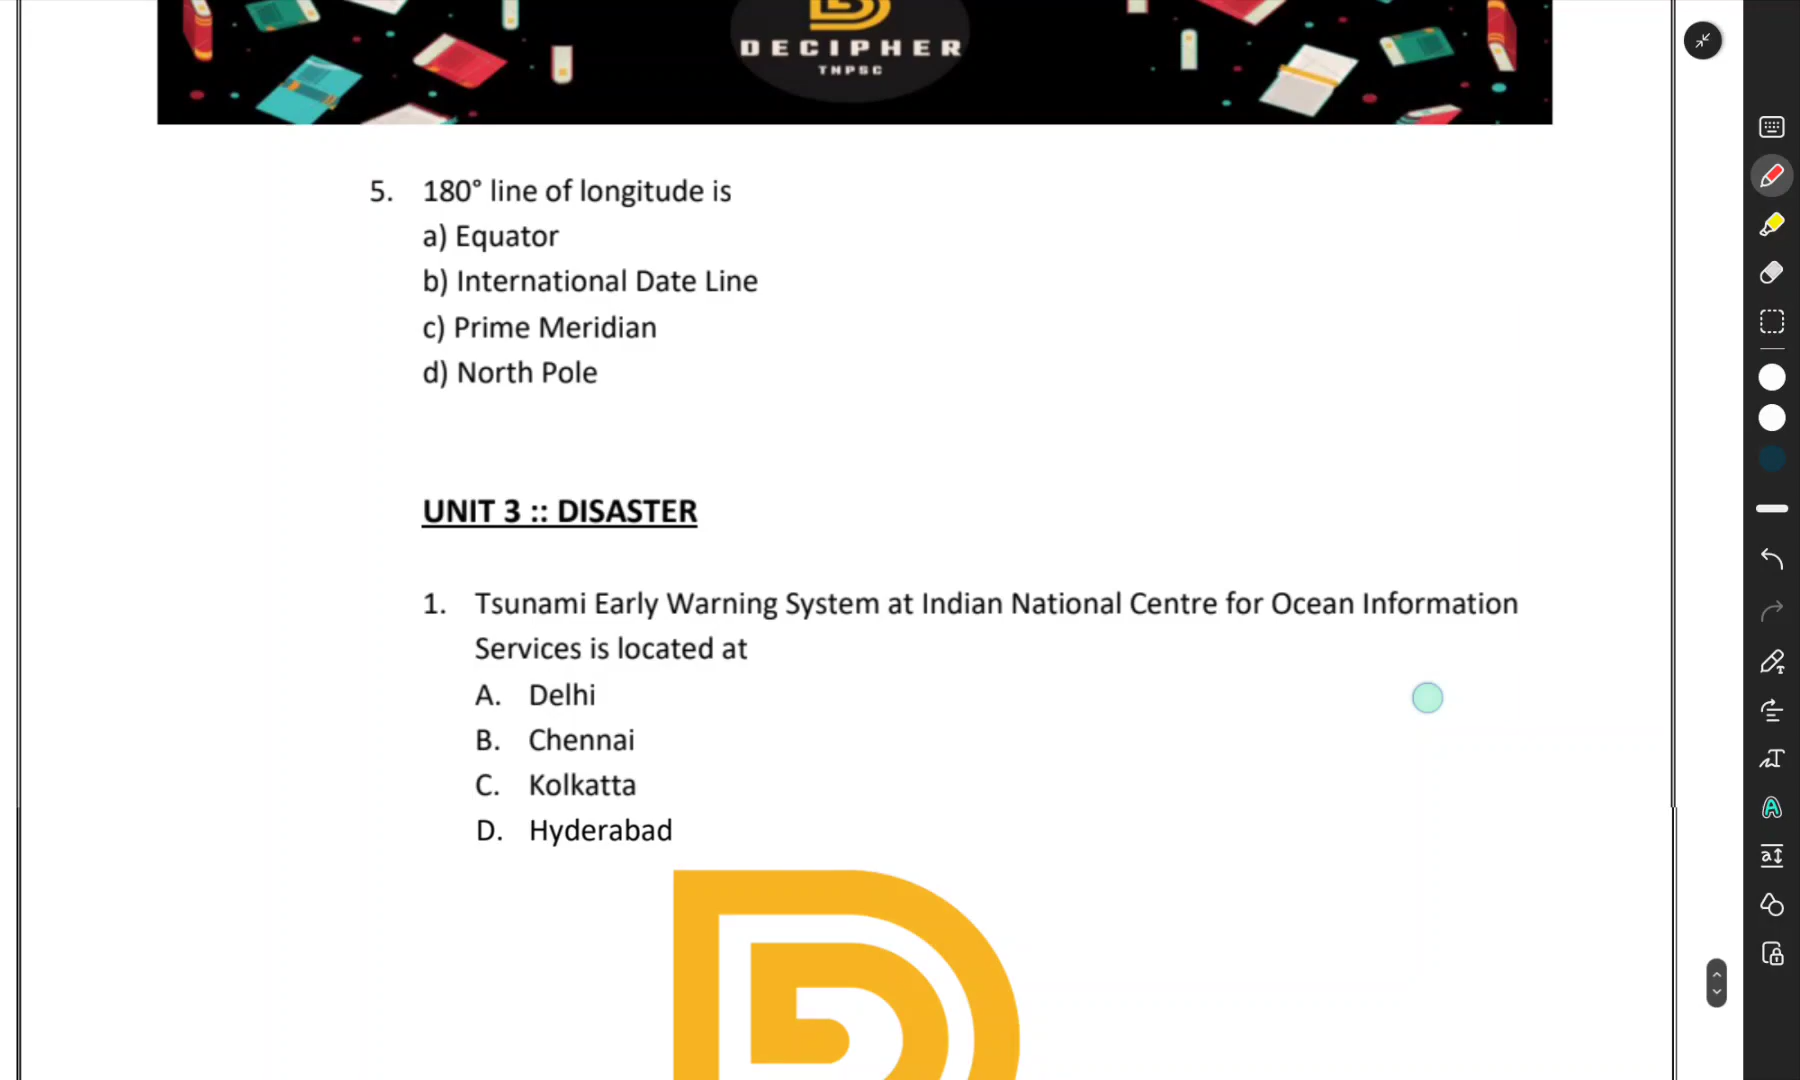 DECIPHER
TNPSC
5. 180° line of longitude is
a) Equator
b) International Date Line
c) Prime Meridian
d) North Pole
UNIT 3 :: DISASTER
1. Tsunami Early Warning System at Indian National Centre for Ocean Information
Services is located at
A. Delhi
B. Chennai
C. Kolkatta
D. Hyderabad